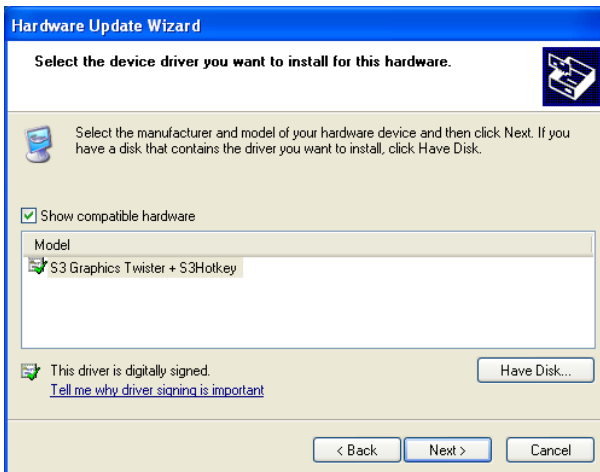 Hardware Update Wizard
Select the device driver you want to install for this hardware.
Select the manufacturer and model of your hardware device and then click Next. If you
have a disk that contains the driver you want to install, click Have Disk.
Show compatible hardware
Model
S3 Graphics Twister + S3Hotkey
This driver is digitally signed.
Have Disk...
Tell me why driver signing is important
< Back Next > Cancel